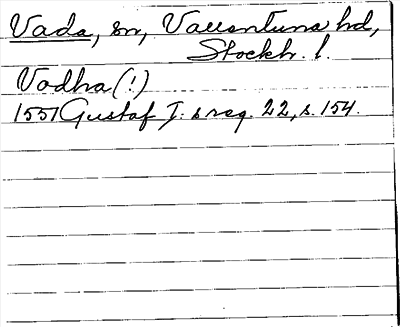 Vada, sn, Vallentuna hd,
Stockh. l.
Vodha (!)
1551 Gustaf I: s reg. 22, s. 154.